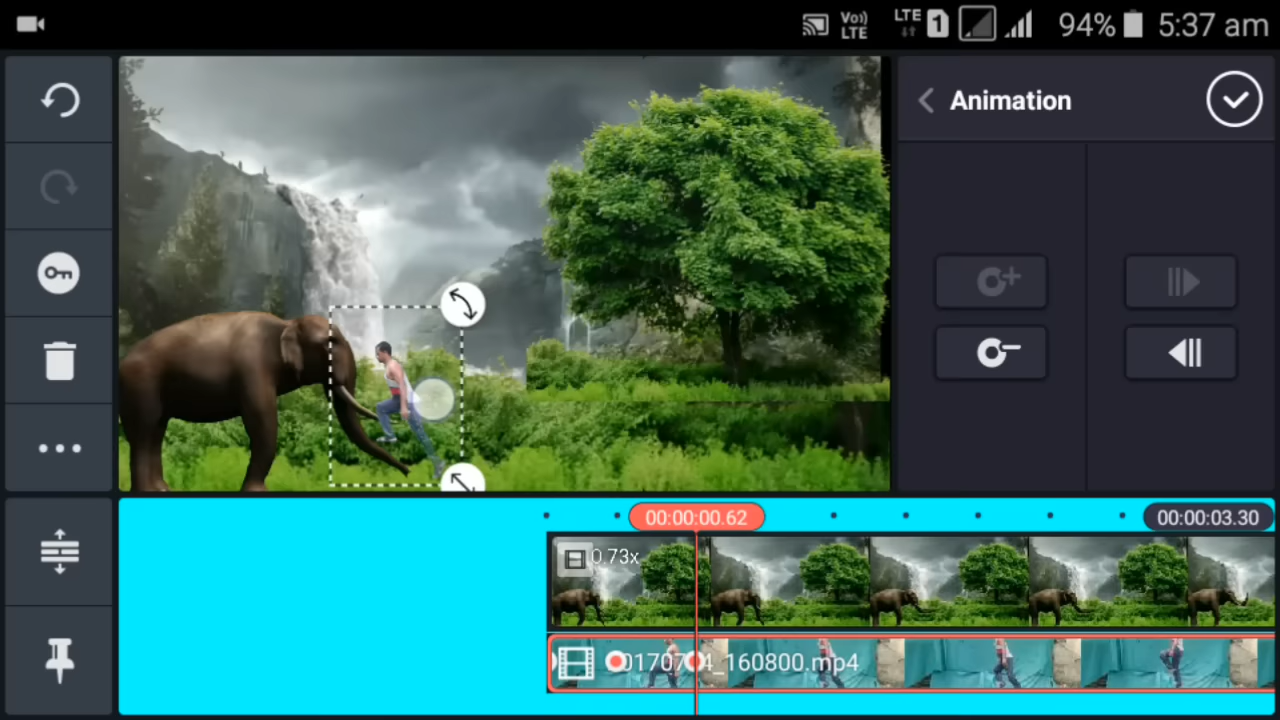 Vo)) LTE LTE 1 94% 5:37 am
Animation
00:00:00.62
00:00:03.30
0.73x
0170704_160800.mp4